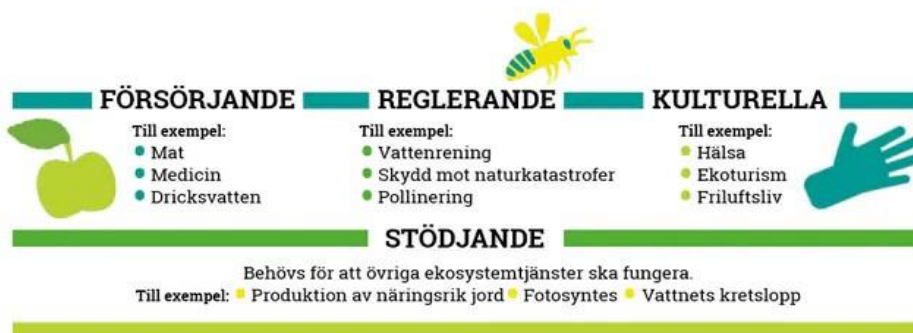 FÖRSÖRJANDE
Till exempel:
Mat
Medicin
Dricksvatten
REGLERANDE
Till exempel:
Vattenrening
Skydd mot naturkatastrofer
Pollinering
KULTURELLA
Till exempel:
Hälsa
Ekoturism
Friluftsliv
STÖDJANDE
Behövs för att övriga ekosystemtjänster ska fungera.
Till exempel: Produktion av näringsrik jord Fotosyntes Vattnets kretslopp